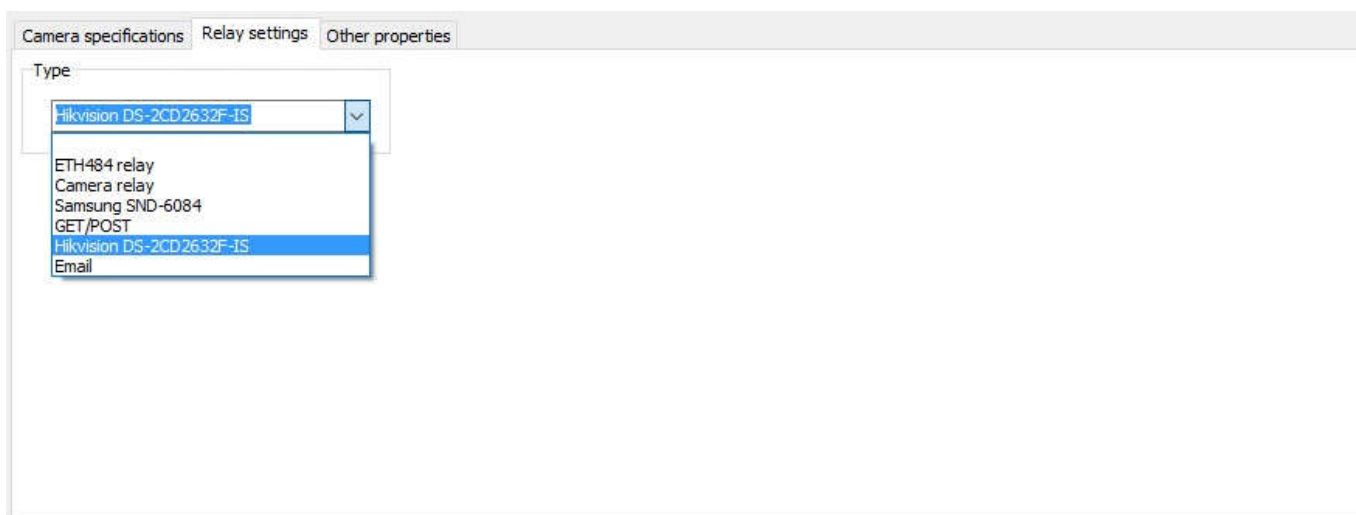 Camera specifications Relay settings Other properties
Type
Hikvision DS-2CD2632F-IS
ETH484 relay
Camera relay
Samsung SND-6084
GET/POST
Hikvision DS-2CD2632F-IS
Email